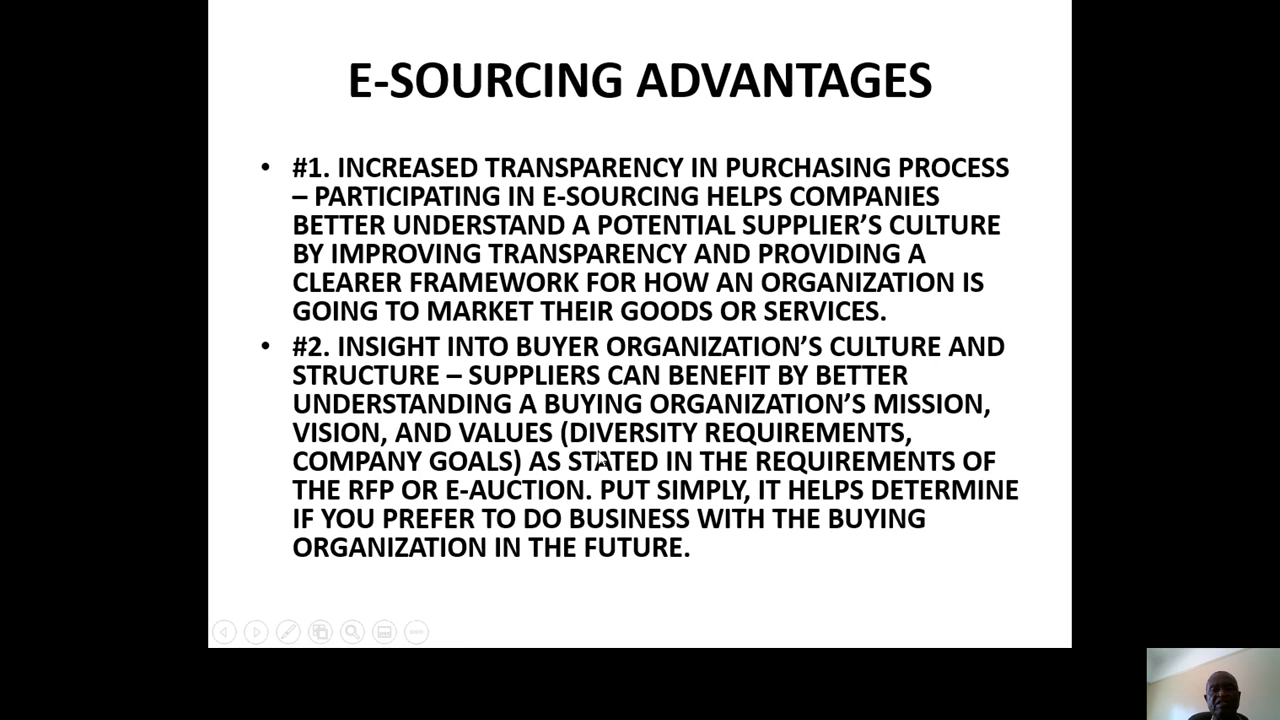 E-SOURCING ADVANTAGES
• #1. INCREASED TRANSPARENCY IN PURCHASING PROCESS
– PARTICIPATING IN E-SOURCING HELPS COMPANIES
BETTER UNDERSTAND A POTENTIAL SUPPLIER’S CULTURE
BY IMPROVING TRANSPARENCY AND PROVIDING A
CLEARER FRAMEWORK FOR HOW AN ORGANIZATION IS
GOING TO MARKET THEIR GOODS OR SERVICES.
• #2. INSIGHT INTO BUYER ORGANIZATION’S CULTURE AND
STRUCTURE – SUPPLIERS CAN BENEFIT BY BETTER
UNDERSTANDING A BUYING ORGANIZATION’S MISSION,
VISION, AND VALUES (DIVERSITY REQUIREMENTS,
COMPANY GOALS) AS STATED IN THE REQUIREMENTS OF
THE RFP OR E-AUCTION. PUT SIMPLY, IT HELPS DETERMINE
IF YOU PREFER TO DO BUSINESS WITH THE BUYING
ORGANIZATION IN THE FUTURE.